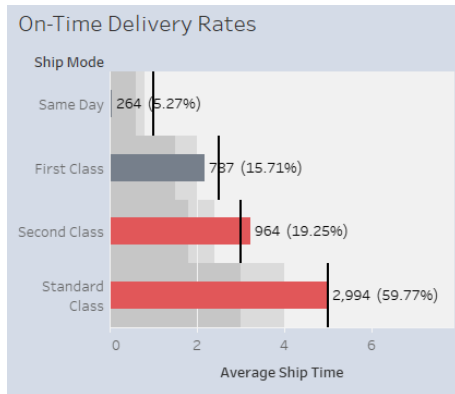 On-Time Delivery Rates
Ship Mode
Same Day 264 (5.27%)
First Class 787 (15.71%)
Second Class 964 (19.25%)
Standard
Class 2,994 (59.77%)
0 2 4 6
Average Ship Time